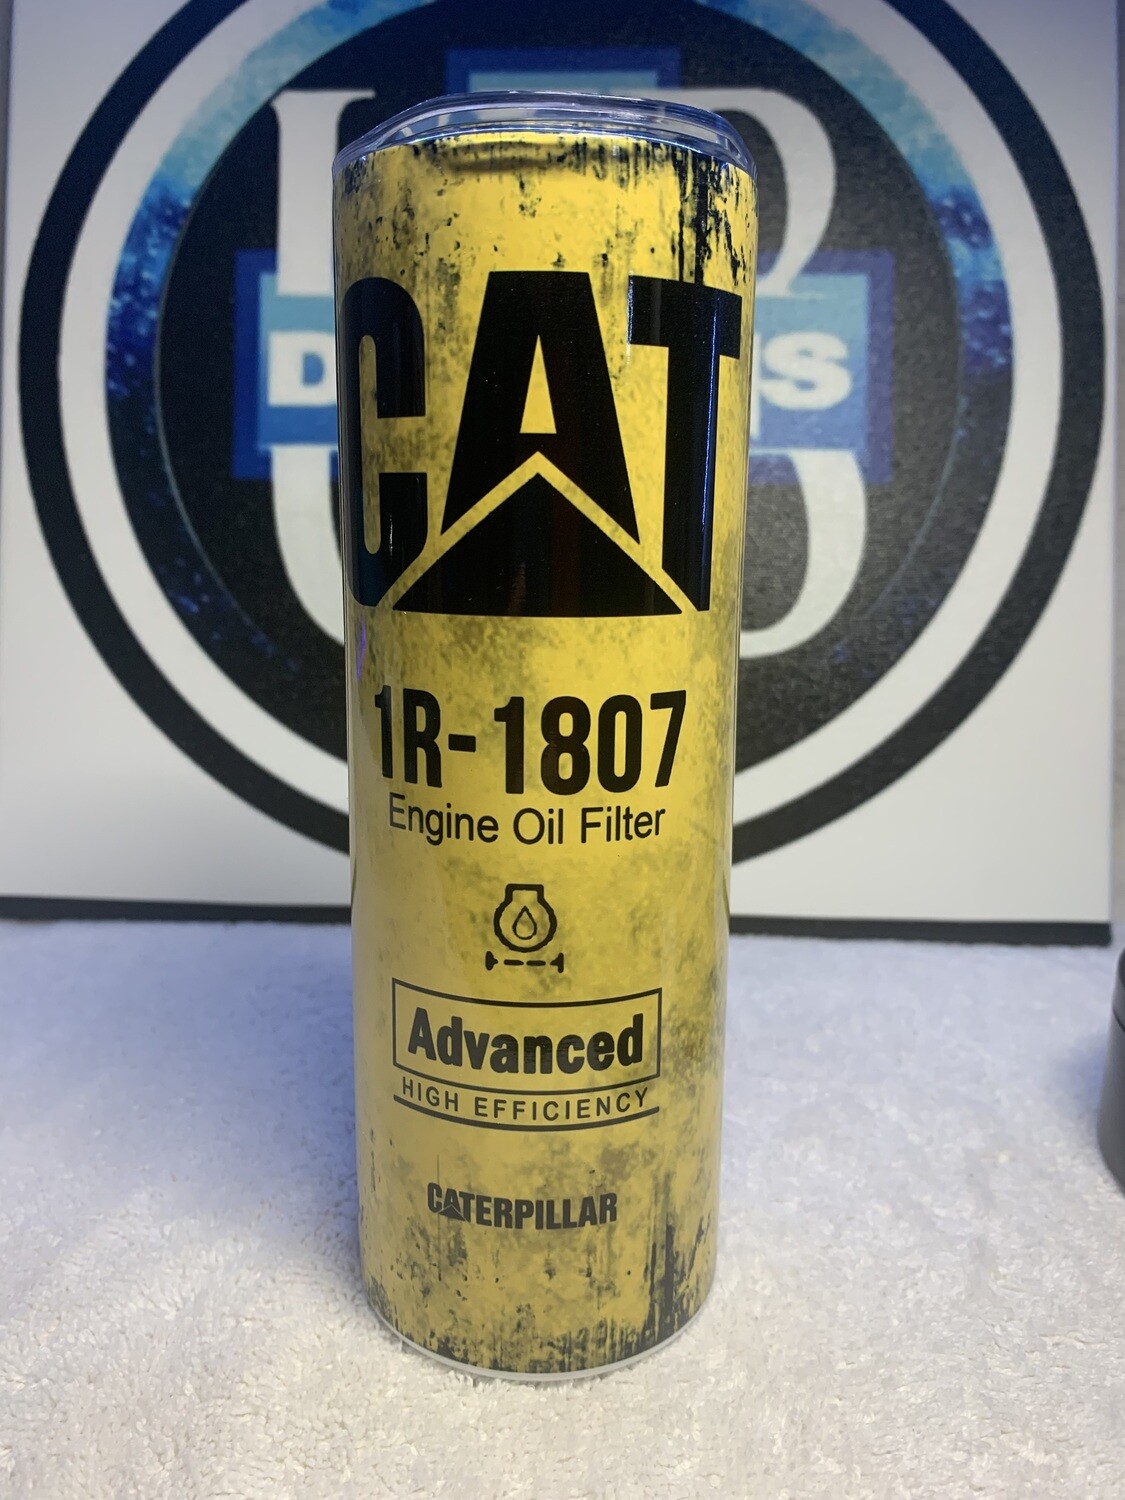 CAT
1R-1807
Engine Oil Filter
Advanced
HIGH EFFICIENCY
CATERPILLAR